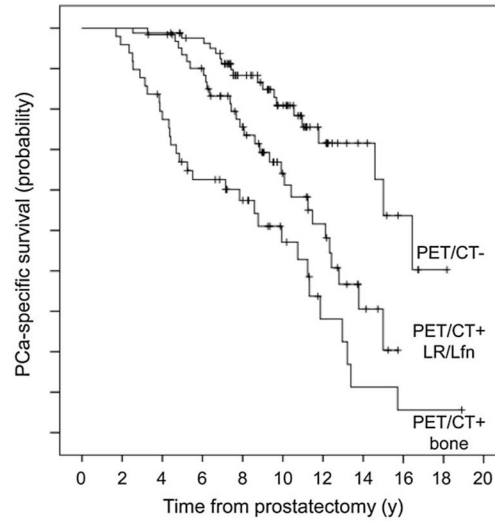 PCa-specific survival (probability)
PET/CT-
PET/CT+
LR/Lfn
PET/CT+
bone
0 2 4 6 8 10 12 14 16 18 20
Time from prostatectomy (y)